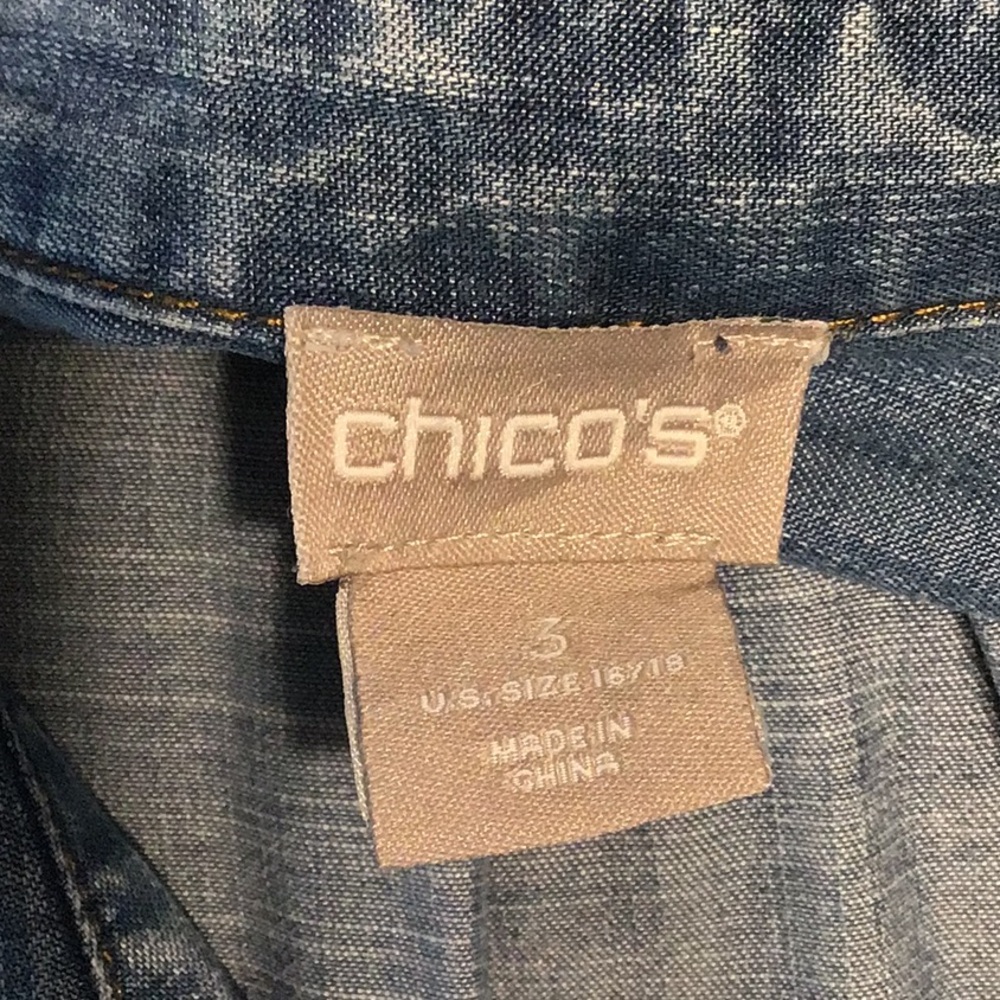 chico's®
3
U.S. SIZE 16/18
MADE IN
CHINA